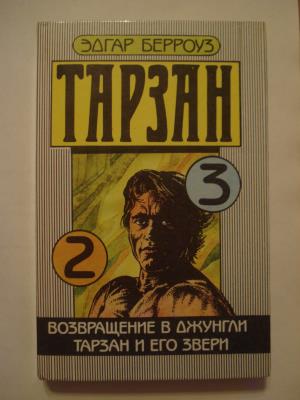 ЭДГАР БЕРРОУЗ
ТАРЗАН
3
2
ВОЗВРАЩЕНИЕ В ДЖУНГЛИ
ТАРЗАН И ЕГО ЗВЕРИ